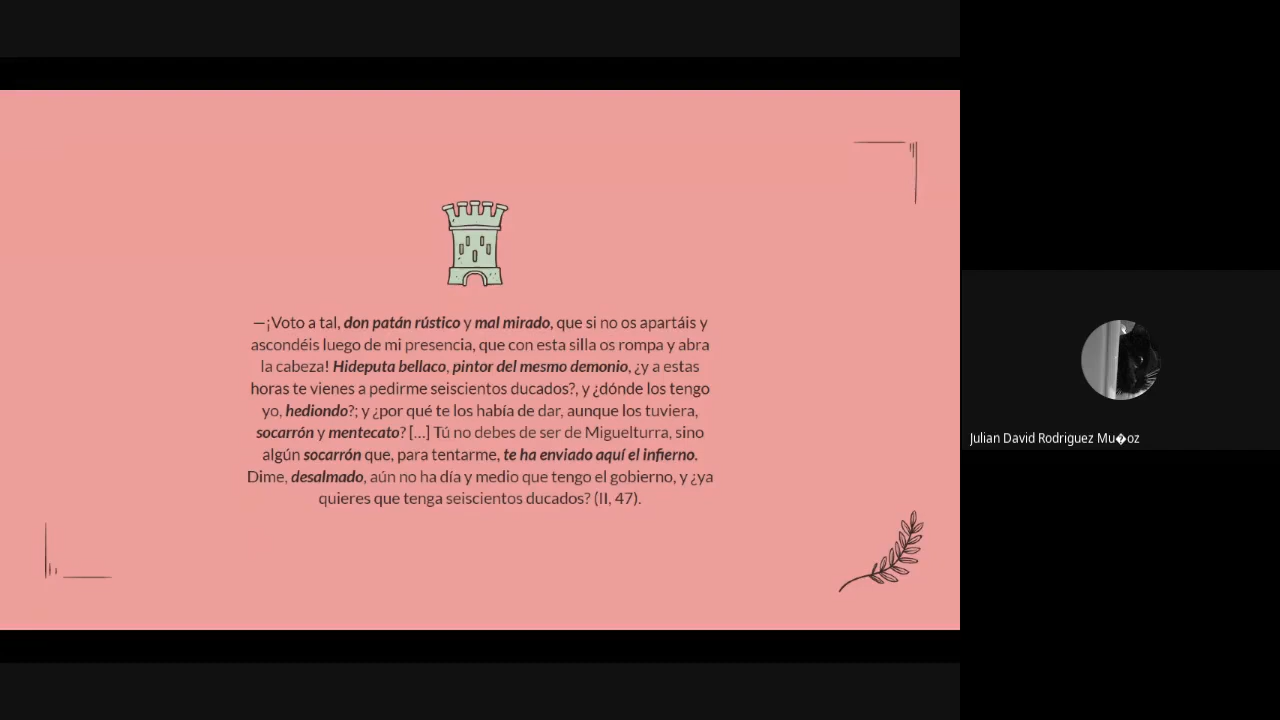 —¡Voto a tal, don patán rústico y mal mirado, que si no os apartáis y
ascondéis luego de mi presencia, que con esta silla os rompa y abra
la cabeza! Hideputa bellaco, pintor del mesmo demonio, ¿y a estas
horas te vienes a pedirme seiscientos ducados?, y ¿dónde los tengo
yo, hediondo?; y ¿por qué te los había de dar, aunque los tuviera,
socarrón y mentecato? [...] Tú no debes de ser de Miguelturra, sino
algún socarrón que, para tentarme, te ha enviado aquí el infierno.
Dime, desalmado, aún no ha día y medio que tengo el gobierno, y ¿ya
quieres que tenga seiscientos ducados? (II, 47).
Julian David Rodriguez Mu�oz